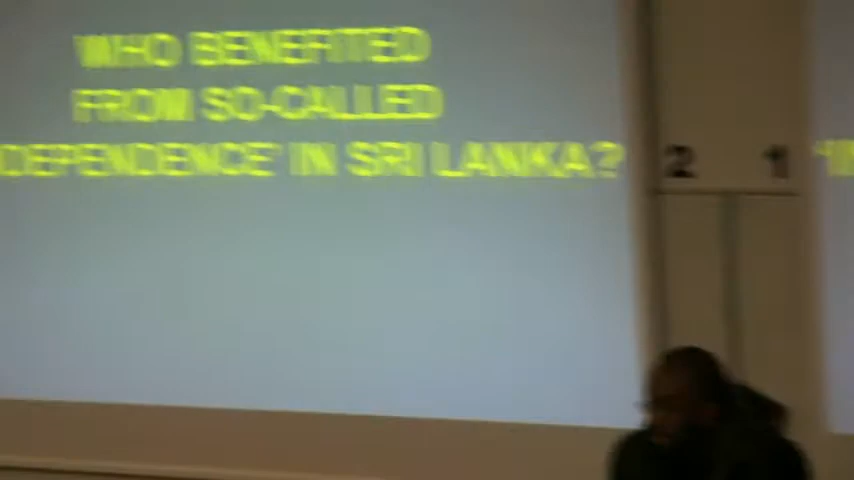 WHO BENEFITED
FROM SO-CALLED
DEPENDENCE' IN SRI LANKA?
2 1